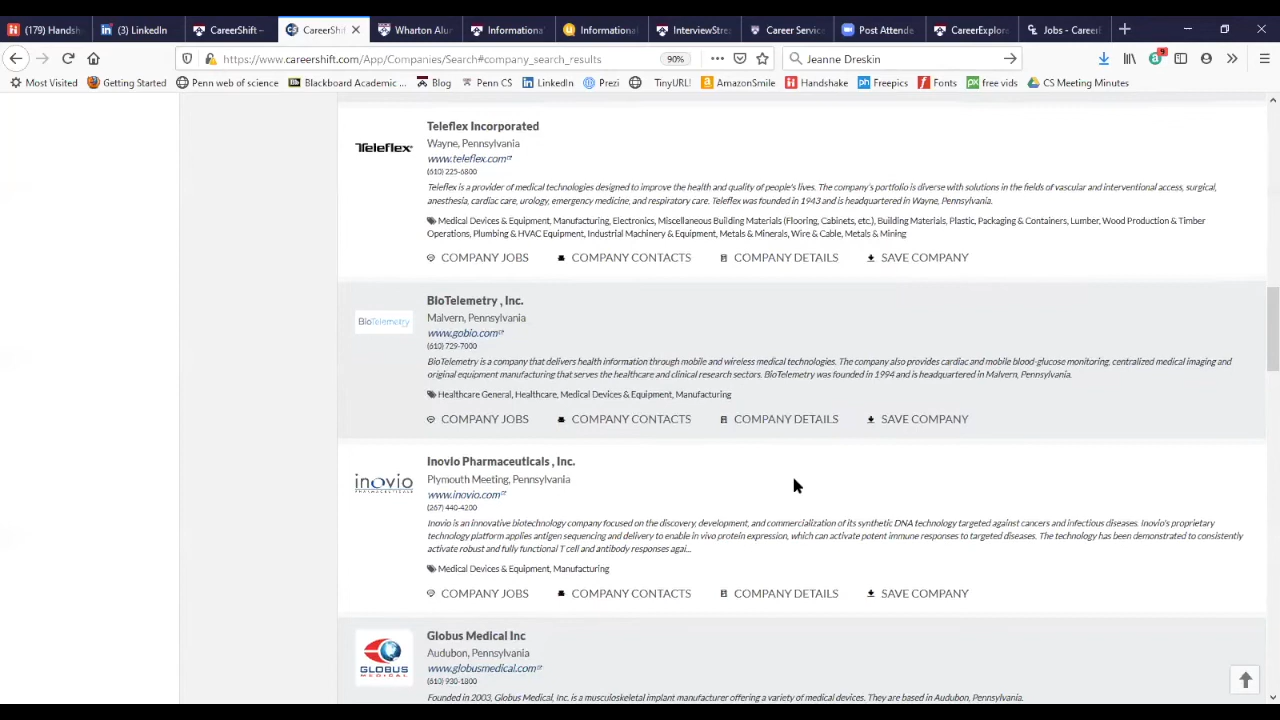 (179) Handsh
(3) LinkedIn
CareerShift –
CareerShi
Wharton Alu
Informational
Informationa
InterviewStre
Career Service
Post Attende
CareerExplor
Jobs - Caree
https://www.careershift.com/App/Companies/Search#company_search_results
90%
Jeanne Dreskin
9
Most Visited
Getting Started
Penn web of science
Blackboard Academic ...
Blog
Penn CS
LinkedIn
Prezi
TinyURL!
AmazonSmile
Handshake
Freepics
Fonts
free vids
CS Meeting Minutes
Teleflex
Teleflex Incorporated
Wayne, Pennsylvania
www.teleflex.com
(610) 225-6800
Teleflex is a provider of medical technologies designed to improve the health and quality of people's lives. The company's portfolio is diverse with solutions in the fields of vascular and interventional access, surgical,
anesthesia, cardiac care, urology, emergency medicine, and respiratory care. Teleflex was founded in 1943 and is headquartered in Wayne, Pennsylvania.
Medical Devices & Equipment, Manufacturing, Electronics, Miscellaneous Building Materials (Flooring, Cabinets, etc.), Building Materials, Plastic, Packaging & Containers, Lumber, Wood Production & Timber
Operations, Plumbing & HVAC Equipment, Industrial Machinery & Equipment, Metals & Minerals, Wire & Cable, Metals & Mining
COMPANY JOBS COMPANY CONTACTS COMPANY DETAILS SAVE COMPANY
BioTelemetry
BioTelemetry , Inc.
Malvern, Pennsylvania
www.gobio.com
(610) 729-7000
BioTelemetry is a company that delivers health information through mobile and wireless medical technologies. The company also provides cardiac and mobile blood-glucose monitoring, centralized medical imaging and
original equipment manufacturing that serves the healthcare and clinical research sectors. BioTelemetry was founded in 1994 and is headquartered in Malvern, Pennsylvania.
Healthcare General, Healthcare, Medical Devices & Equipment, Manufacturing
COMPANY JOBS COMPANY CONTACTS COMPANY DETAILS SAVE COMPANY
inovio
PHARMACEUTICALS
Inovio Pharmaceuticals , Inc.
Plymouth Meeting, Pennsylvania
www.inovio.com
(267) 440-4200
Inovio is an innovative biotechnology company focused on the discovery, development, and commercialization of its synthetic DNA technology targeted against cancers and infectious diseases. Inovio's proprietary
technology platform applies antigen sequencing and delivery to enable in vivo protein expression, which can activate potent immune responses to targeted diseases. The technology has been demonstrated to consistently
activate robust and fully functional T cell and antibody responses agai...
Medical Devices & Equipment, Manufacturing
COMPANY JOBS COMPANY CONTACTS COMPANY DETAILS SAVE COMPANY
GLOBUS
MEDICAL
Globus Medical Inc
Audubon, Pennsylvania
www.globusmedical.com
(610) 930-1800
Founded in 2003, Globus Medical, Inc. is a musculoskeletal implant manufacturer offering a variety of medical devices. They are based in Audubon, Pennsylvania.